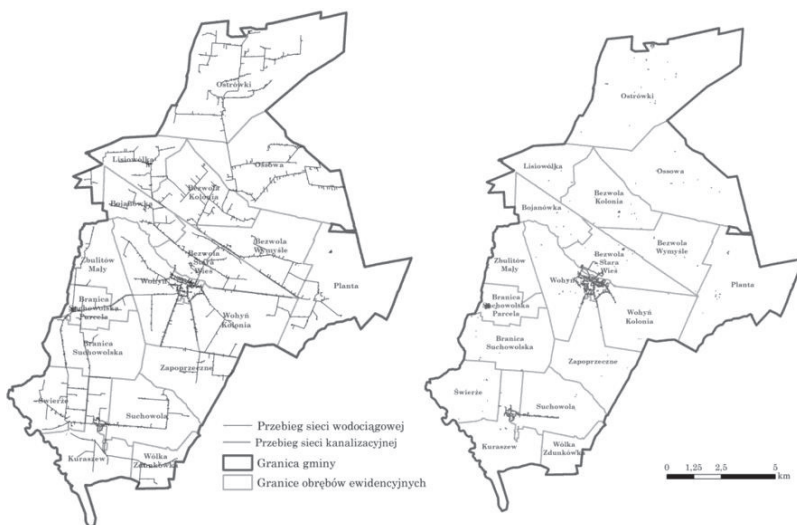 Ostrówki
Lisiowólka
Ossowa
Bezwola
Kolonia
Bojanówka
Bezwola
Wymyśle
Zbulitów
Mały
Bezwola
Stara
Wieś
Wohyń
Planta
Branica
Suchowolska
Parcela
Wohyń
Kolonia
Branica
Suchowolska
Zapoprzeczne
Świerże
Suchowola
Kuraszew
Wólka
Zdunkówka
Przebieg sieci wodociągowej
Przebieg sieci kanalizacyjnej
Granica gminy
Granice obrębów ewidencyjnych
Ostrówki
Lisiowólka
Ossowa
Bezwola
Kolonia
Bojanówka
Bezwola
Wymyśle
Zbulitów
Mały
Bezwola
Stara
Wieś
Wohyń
Planta
Branica
Suchowolska
Parcela
Wohyń
Kolonia
Branica
Suchowolska
Zapoprzeczne
Świerże
Suchowola
Kuraszew
Wólka
Zdunkówka
0 1,25 2,5 5
km